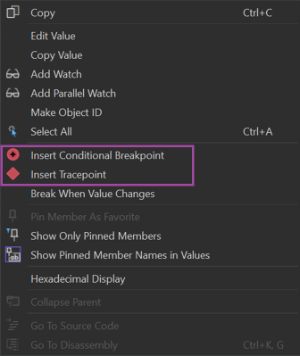 Copy Ctrl+C
Edit Value
Copy Value
Add Watch
Add Parallel Watch
Make Object ID
Select All Ctrl+A
Insert Conditional Breakpoint
Insert Tracepoint
Break When Value Changes
Pin Member As Favorite
Show Only Pinned Members
Show Pinned Member Names in Values
Hexadecimal Display
Collapse Parent
Go To Source Code
Go To Disassembly Ctrl+K, G